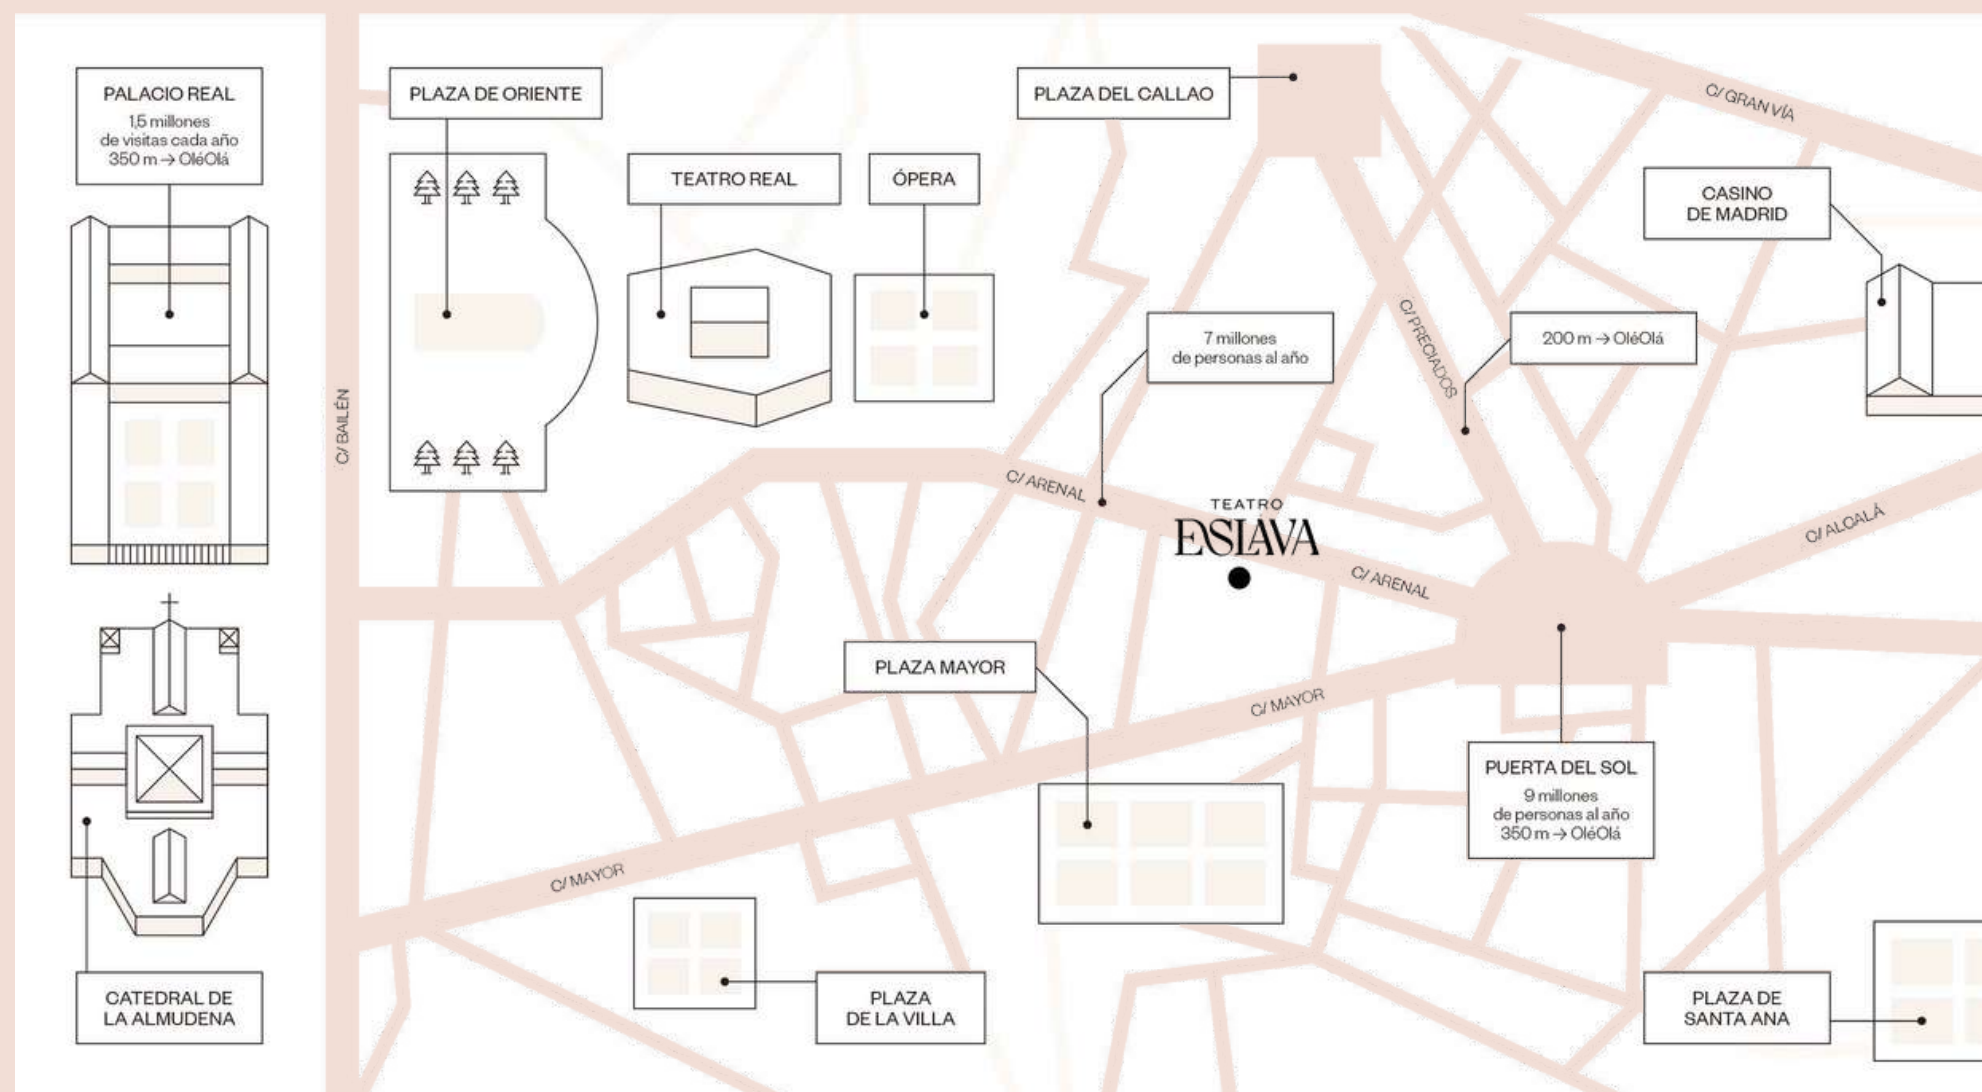 PALACIO REAL
1,5 millones
de visitas cada año
350 m → OléOlá
PLAZA DE ORIENTE
PLAZA DEL CALLAO
C/ GRAN VÍA
TEATRO REAL
ÓPERA
CASINO
DE MADRID
7 millones
de personas al año
C/ PRECIADOS
200 m → OléOlá
C/ BAILÉN
C/ ARENAL
TEATRO
ESLAVA
C/ ARENAL
C/ ALCALÁ
PLAZA MAYOR
C/ MAYOR
PUERTA DEL SOL
9 millones
de personas al año
350 m → OléOlá
C/ MAYOR
CATEDRAL DE
LA ALMUDENA
PLAZA
DE LA VILLA
PLAZA DE
SANTA ANA